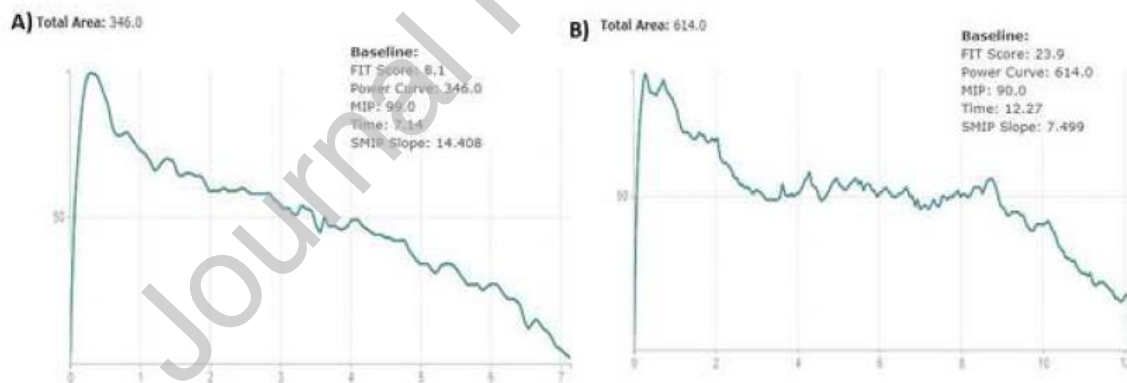 A) Total Area: 346.0
Baseline:
FIT Score: 8.1
Power Curve: 346.0
MIP: 99.0
Time: 7.14
SMIP Slope: 14.408
50
0 1 2 3 4 5 6 7
B) Total Area: 614.0
Baseline:
FIT Score: 23.9
Power Curve: 614.0
MIP: 90.0
Time: 12.27
SMIP Slope: 7.499
50
0 2 4 6 8 10 12
Journal